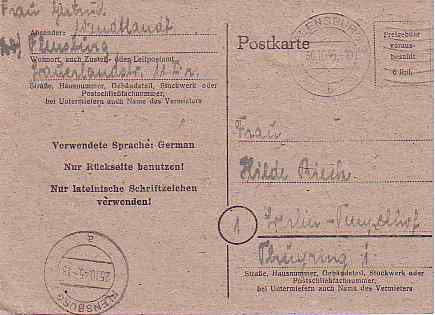 Frau
Absender:
Flensburg
Wohnort, auch Zustell- oder Leitpostamt
Straße, Hausnummer, Gebäudeteil, Stockwerk oder
Postschließfachnummer,
bei Untermietern auch Name des Vermieters
Verwendete Sprache: German
Nur Rückseite benutzen!
Nur lateinische Schriftzeichen
verwenden!
FLENSBURG
a
Postkarte
FLENSBURG
Freigebühr
voraus-
bezahlt
6 Rpf.
Frau
Hilde
1
Berlin-Tempelhof
Straße, Hausnummer, Gebäudeteil, Stockwerk oder
Postschließfachnummer,
bei Untermietern auch Name des Vermieters